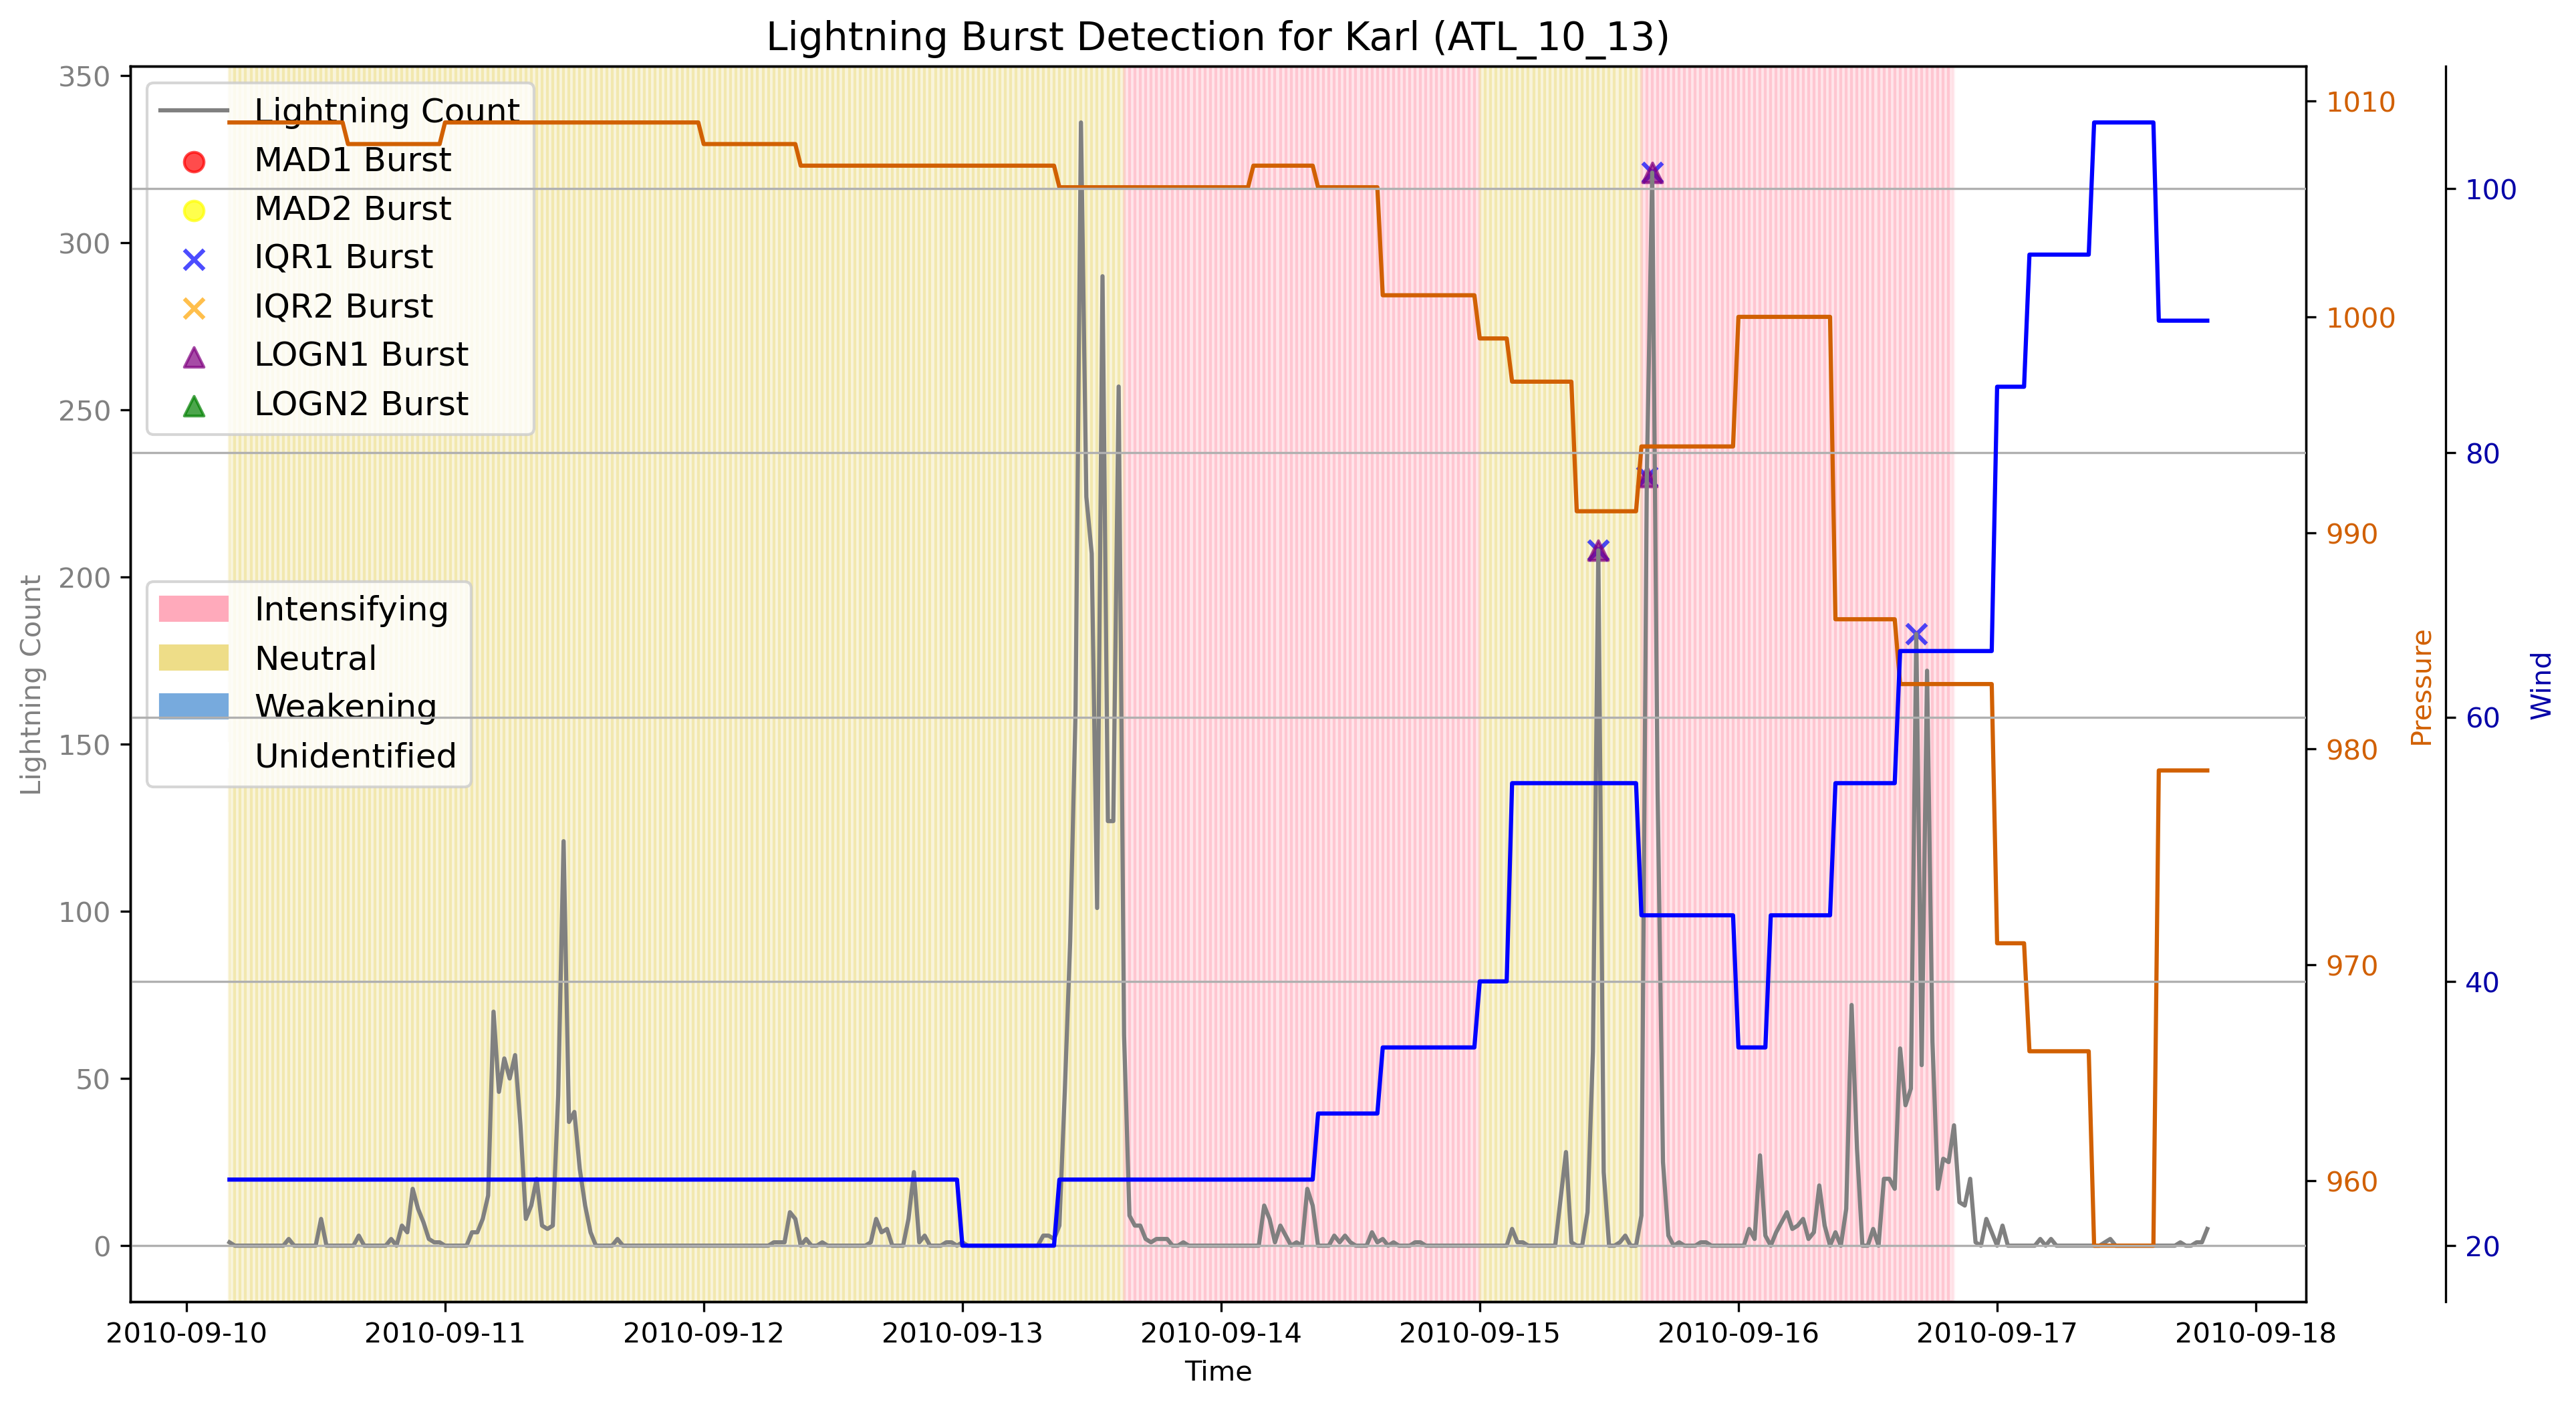 Lightning Burst Detection for Karl (ATL_10_13)
350
300
250
200
150
100
50
0
Lightning Count
Lightning Count
MAD1 Burst
MAD2 Burst
IQR1 Burst
IQR2 Burst
LOGN1 Burst
LOGN2 Burst
Intensifying
Neutral
Weakening
Unidentified
1010
1000
990
980
970
960
Pressure
100
80
60
40
20
Wind
2010-09-10 2010-09-11 2010-09-12 2010-09-13 2010-09-14 2010-09-15 2010-09-16 2010-09-17 2010-09-18
Time